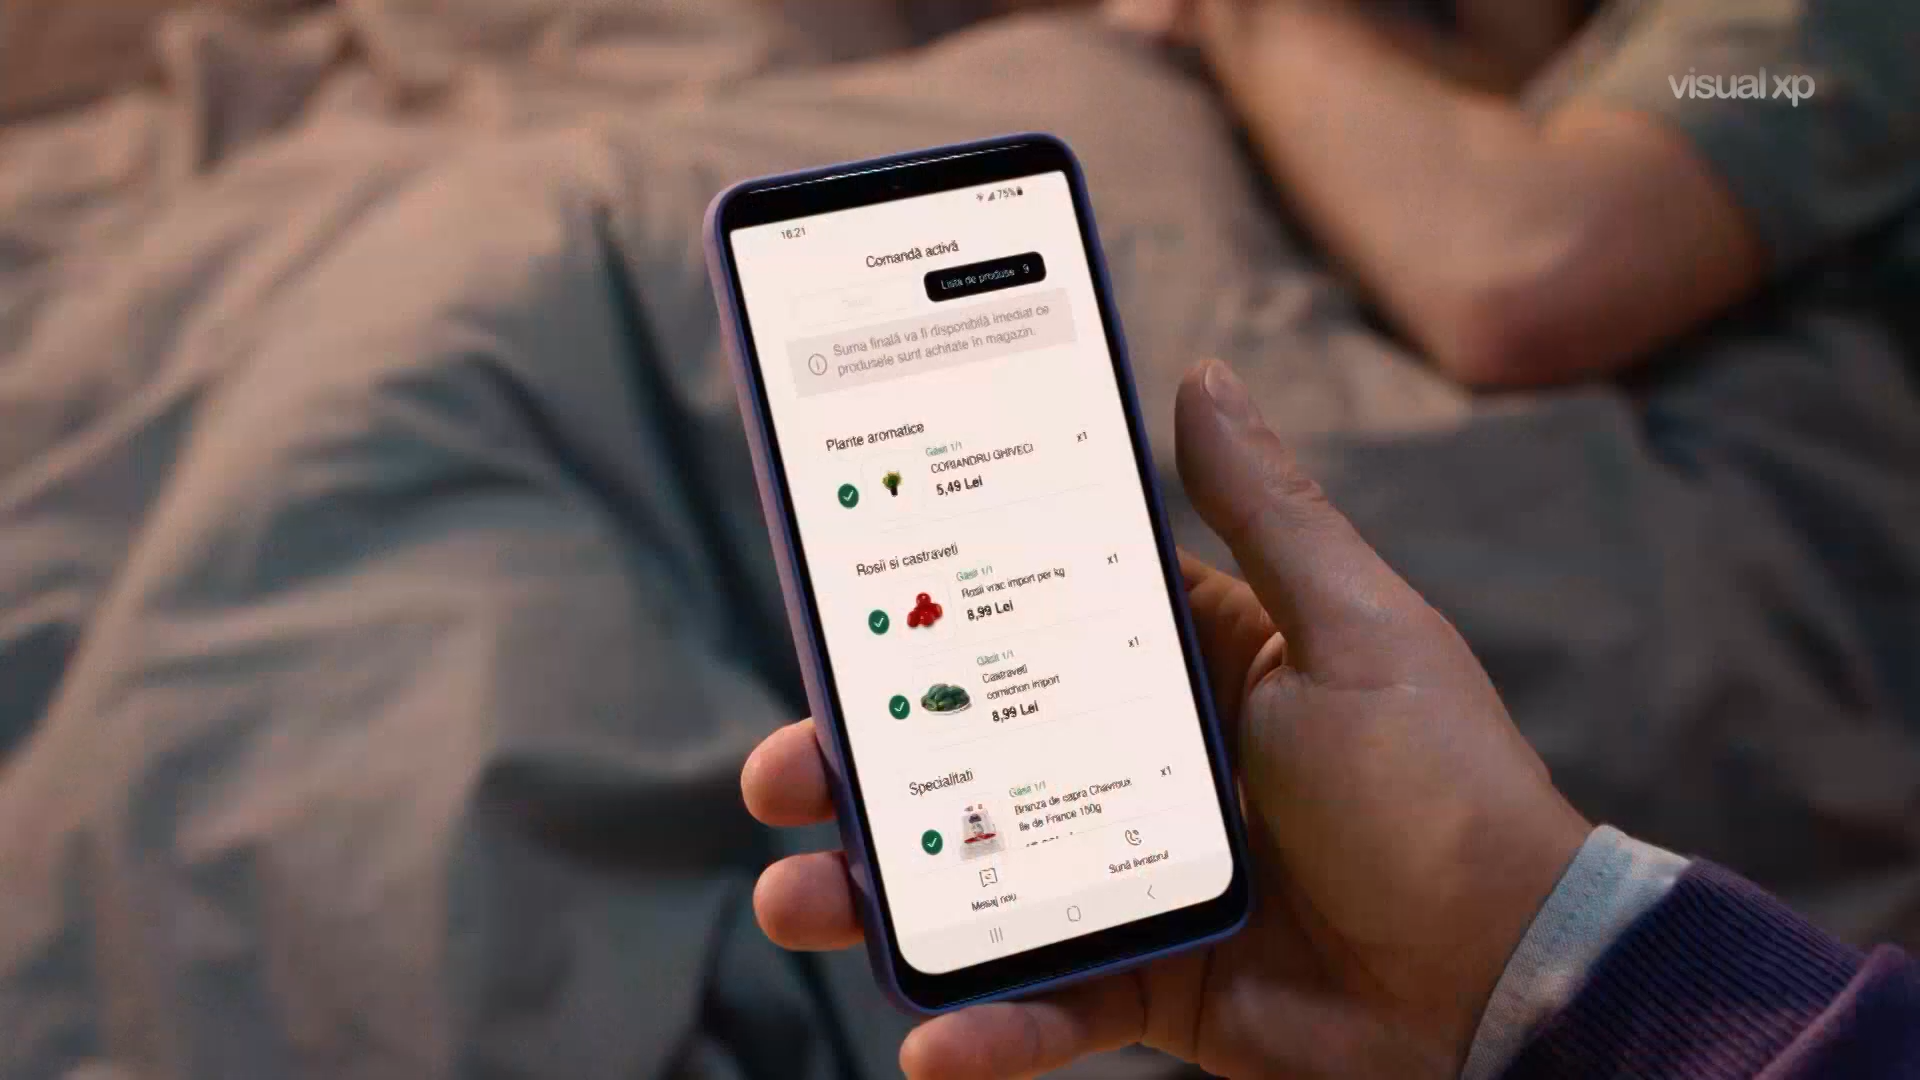 visual xp
16:21
75%
Comandă activă
Lista de produse 9
Suma finală va fi disponibilă imediat ce
produsele sunt achitate în magazin.
Plante aromatice
Găsit 1/1
CORIANDRU GHIVECI
x1
5,49 Lei
Rosii si castraveti
Găsit 1/1
Rosii vrac import per kg
x1
8,99 Lei
Găsit 1/1
Castraveti
cornichon import
x1
8,99 Lei
Specialitati
Găsit 1/1
Branza de capra Chavroux
Ile de France 150g
x1
Mesaj nou
Sună livratorul